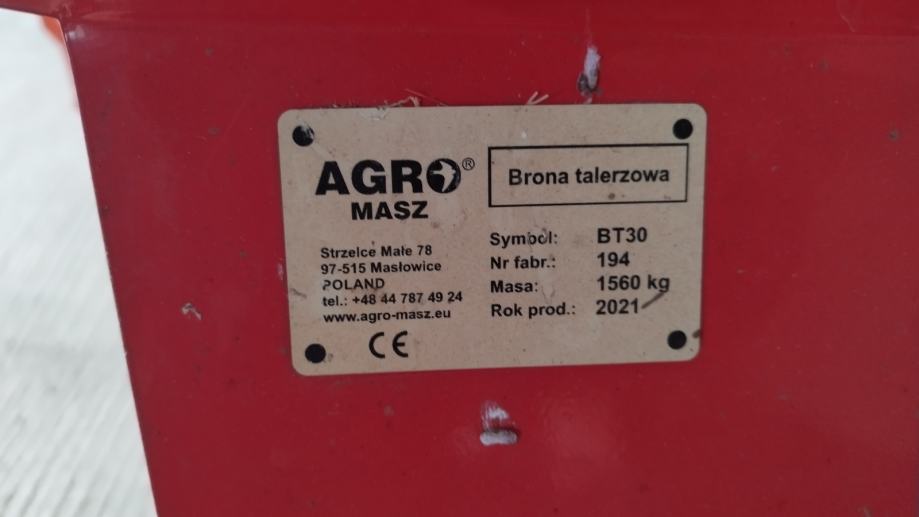 AGRO®
MASZ
Strzelce Małe 78
97-515 Masłowice
POLAND
tel.: +48 44 787 49 24
www.agro-masz.eu
CE
Brona talerzowa
Symbol: BT30
Nr fabr.: 194
Masa: 1560 kg
Rok prod.: 2021